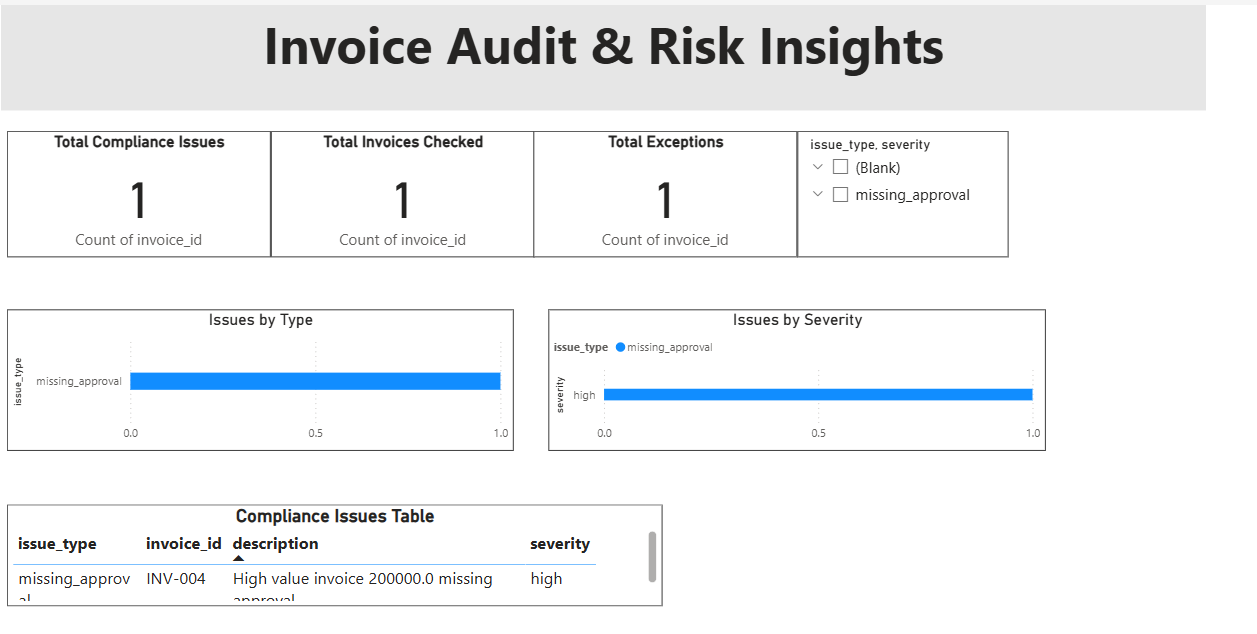 Invoice Audit & Risk Insights
Total Compliance Issues
1
Count of invoice_id
Total Invoices Checked
1
Count of invoice_id
Total Exceptions
1
Count of invoice_id
issue_type, severity
(Blank)
missing_approval
Issues by Type
issue_type
missing_approval
0.0 0.5 1.0
Issues by Severity
issue_type missing_approval
severity
high
0.0 0.5 1.0
Compliance Issues Table
issue_type invoice_id description severity
missing_approv INV-004 High value invoice 200000.0 missing high
al approval